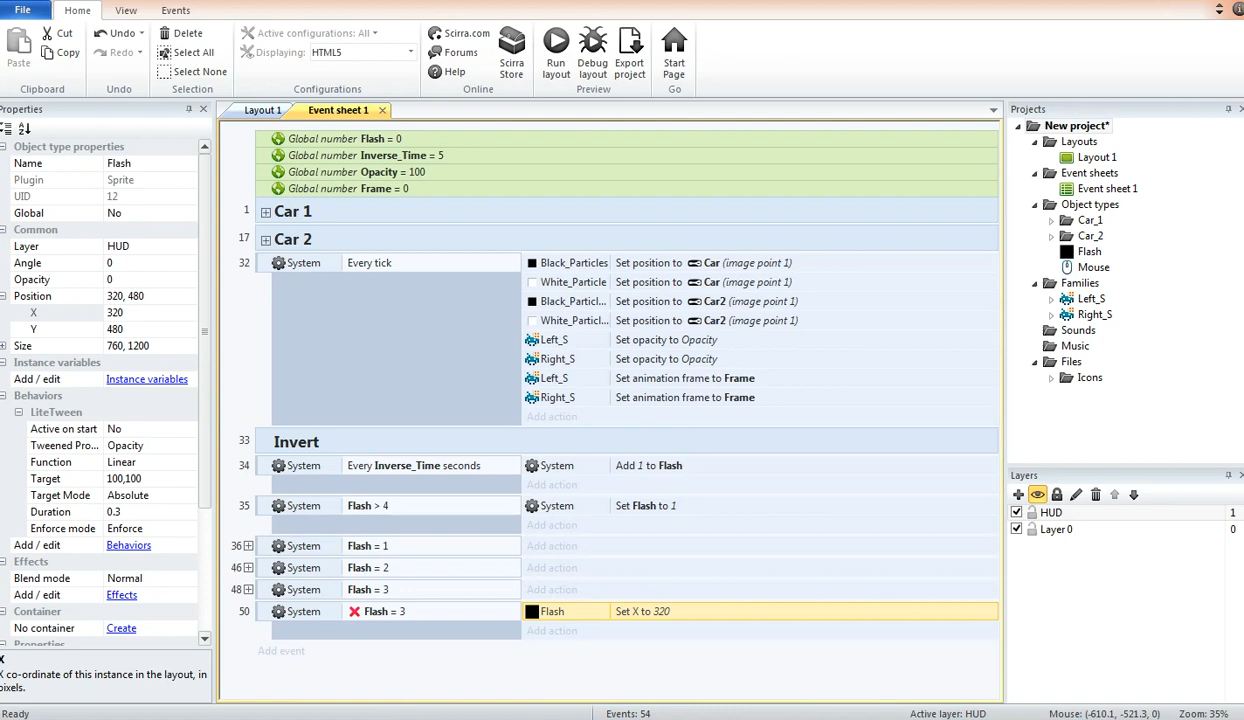 File Home View Events
Paste Cut Copy Undo Redo Delete Select All Select None Active configurations: All Displaying: HTML5 Scirra.com Forums Help Scirra Store Run layout Debug layout Export project Start Page
Clipboard Undo Selection Configurations Online Preview Go
Properties
Object type properties
Name Flash
Plugin Sprite
UID 12
Global No
Common
Layer HUD
Angle 0
Opacity 0
Position 320, 480
X 320
Y 480
Size 760, 1200
Instance variables
Add / edit Instance variables
Behaviors
LiteTween
Active on start No
Tweened Pro... Opacity
Function Linear
Target 100,100
Target Mode Absolute
Duration 0.3
Enforce mode Enforce
Add / edit Behaviors
Effects
Blend mode Normal
Add / edit Effects
Container
No container Create
Properties
X
X co-ordinate of this instance in the layout, in
pixels.
Layout 1 Event sheet 1
Global number Flash = 0
Global number Inverse_Time = 5
Global number Opacity = 100
Global number Frame = 0
1 Car 1
17 Car 2
32 System Every tick Black_Particles Set position to Car (image point 1)
White_Particle Set position to Car (image point 1)
Black_Particl... Set position to Car2 (image point 1)
White_Particl... Set position to Car2 (image point 1)
Left_S Set opacity to Opacity
Right_S Set opacity to Opacity
Left_S Set animation frame to Frame
Right_S Set animation frame to Frame
Add action
33 Invert
34 System Every Inverse_Time seconds System Add 1 to Flash
Add action
35 System Flash > 4 System Set Flash to 1
Add action
36 System Flash = 1 Add action
46 System Flash = 2 Add action
48 System Flash = 3 Add action
50 System Flash = 3 Flash Set X to 320
Add action
Add event
Projects
New project*
Layouts
Layout 1
Event sheets
Event sheet 1
Object types
Car_1
Car_2
Flash
Mouse
Families
Left_S
Right_S
Sounds
Music
Files
Icons
Layers
HUD 1
Layer 0 0
Ready Events: 54 Active layer: HUD Mouse: (-610.1, -521.3, 0) Zoom: 35%